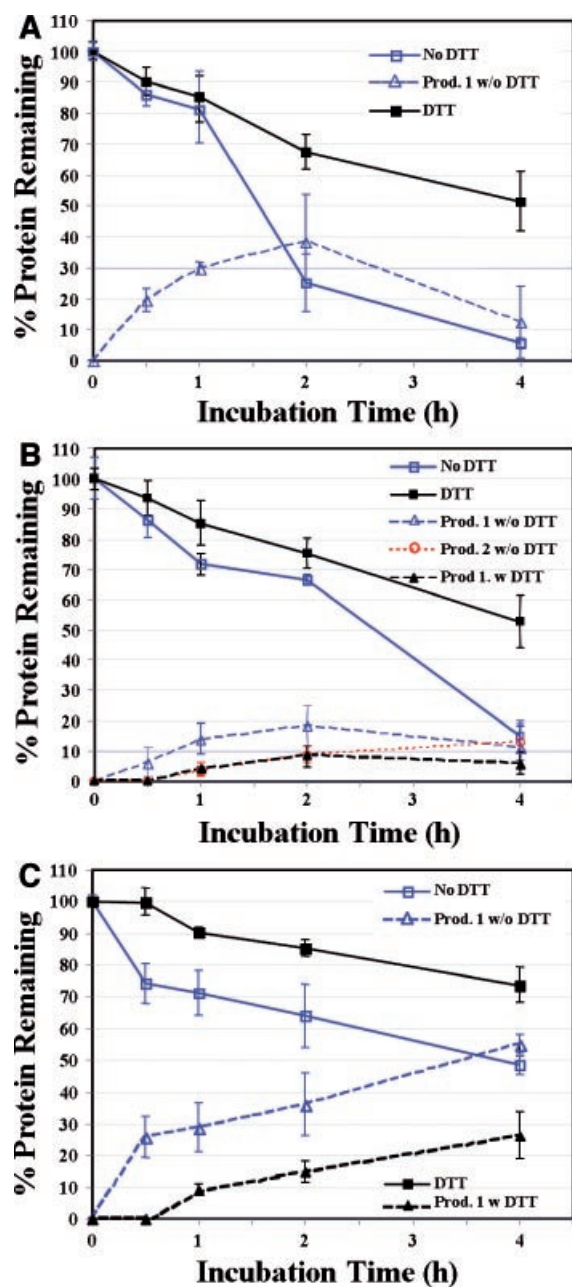 A
110
100
90
80
70
60
50
40
30
20
10
0
% Protein Remaining
No DTT
Prod. 1 w/o DTT
DTT
0 1 2 3 4
Incubation Time (h)
B
110
100
90
80
70
60
50
40
30
20
10
0
% Protein Remaining
No DTT
DTT
Prod. 1 w/o DTT
Prod. 2 w/o DTT
Prod 1. w DTT
0 1 2 3 4
Incubation Time (h)
C
110
100
90
80
70
60
50
40
30
20
10
0
% Protein Remaining
No DTT
Prod. 1 w/o DTT
DTT
Prod. 1 w DTT
0 1 2 3 4
Incubation Time (h)